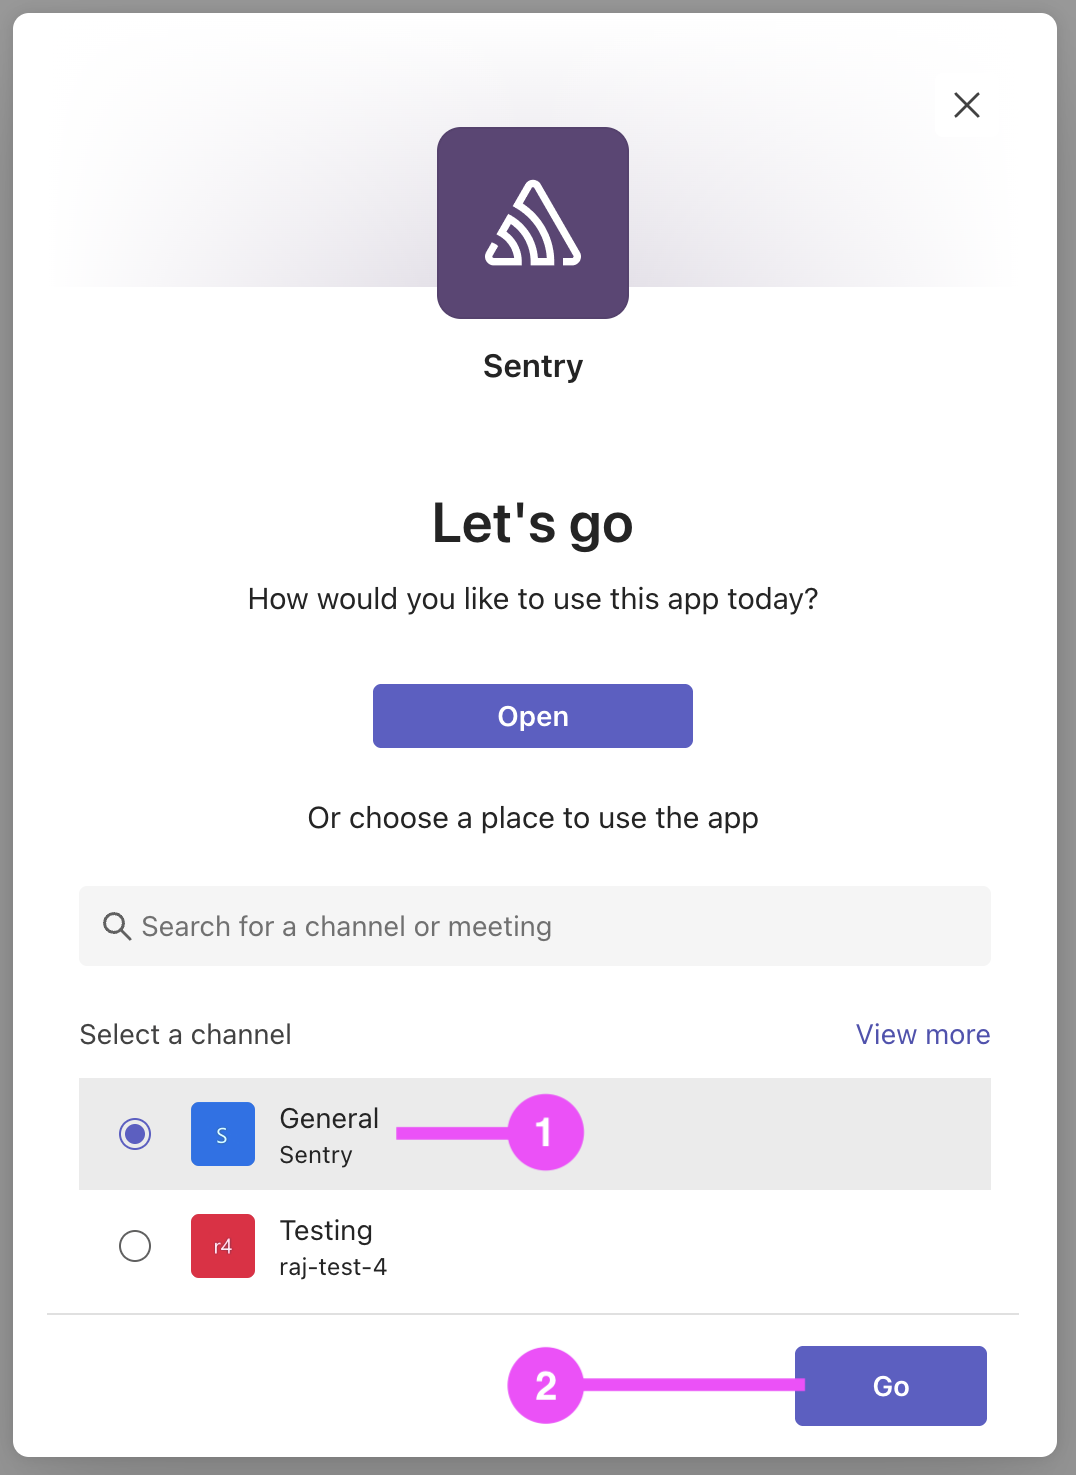 Sentry
Let's go
How would you like to use this app today?
Open
Or choose a place to use the app
Search for a channel or meeting
Select a channel
View more
S
General
Sentry
1
r4
Testing
raj-test-4
2
Go